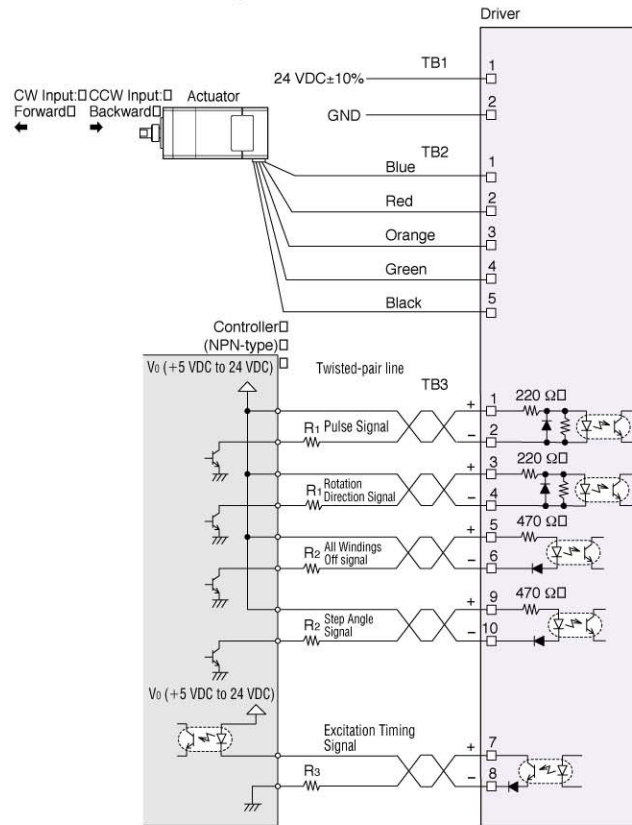 Driver
TB1
24 VDC±10%
1
GND
2
CW Input:□ CCW Input:□ Actuator
Forward□ Backward□
TB2
Blue
1
Red
2
Orange
3
Green
4
Black
5
Controller□
(NPN-type)□
□
V0 (+5 VDC to 24 VDC)
Twisted-pair line
TB3
+ 1 220 Ω□
R1 Pulse Signal
− 2
+ 3 220 Ω□
R1 Rotation
Direction Signal
− 4
+ 5 470 Ω□
R2 All Windings
Off signal
− 6
+ 9 470 Ω□
R2 Step Angle
Signal
− 10
V0 (+5 VDC to 24 VDC)
Excitation Timing
Signal
+ 7
R3
− 8